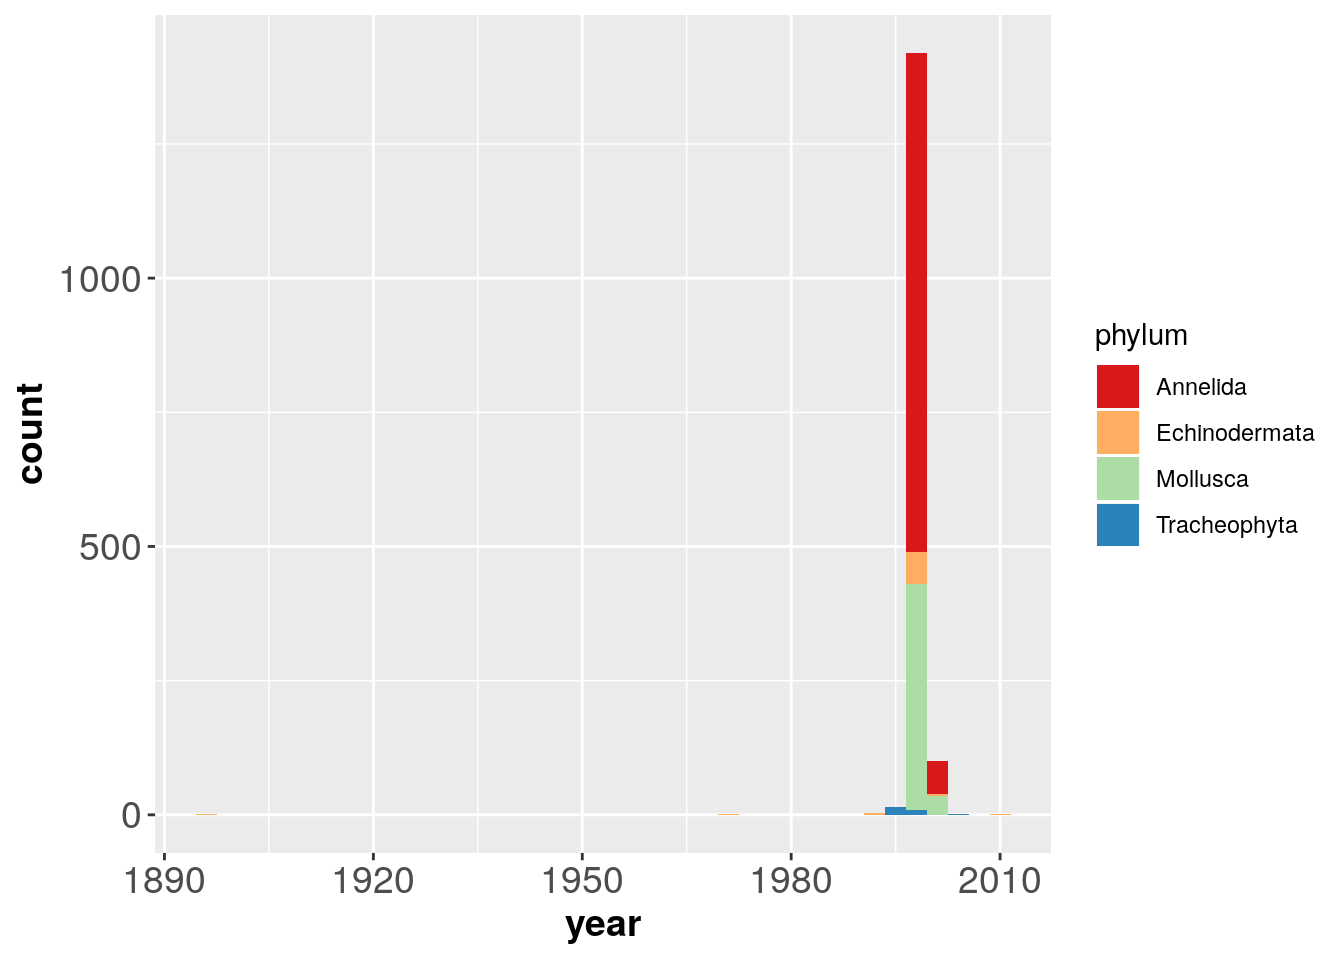 1000
500
0
count
1890 1920 1950 1980 2010
year
phylum
Annelida
Echinodermata
Mollusca
Tracheophyta